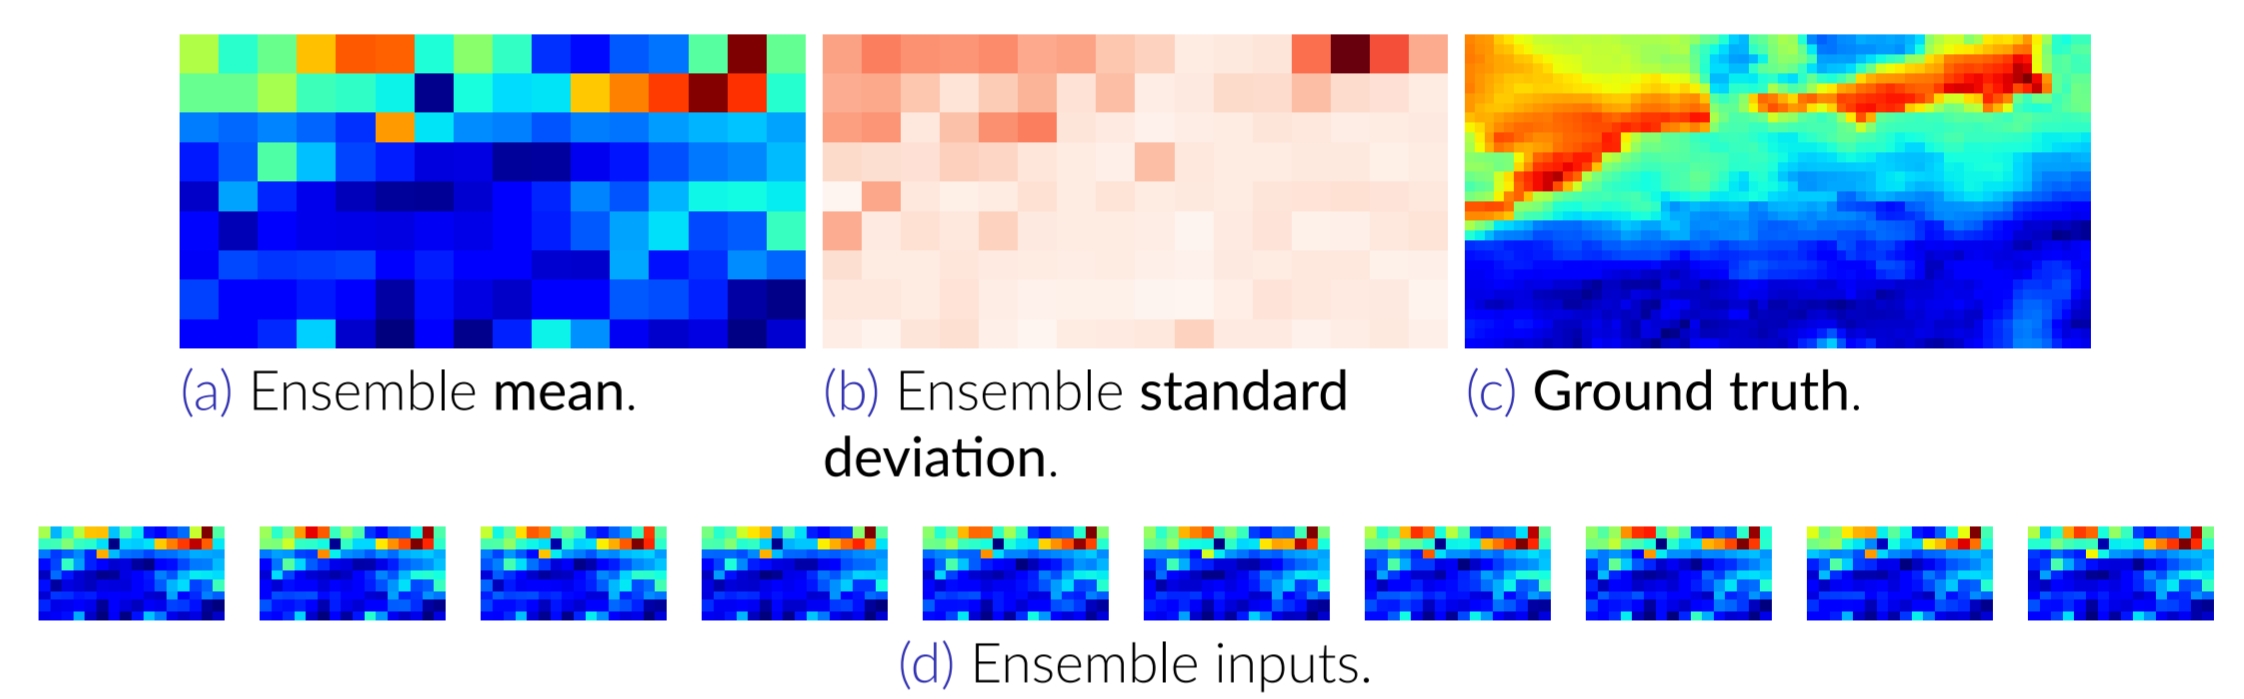 (a) Ensemble mean.
(b) Ensemble standard
deviation.
(c) Ground truth.
(d) Ensemble inputs.